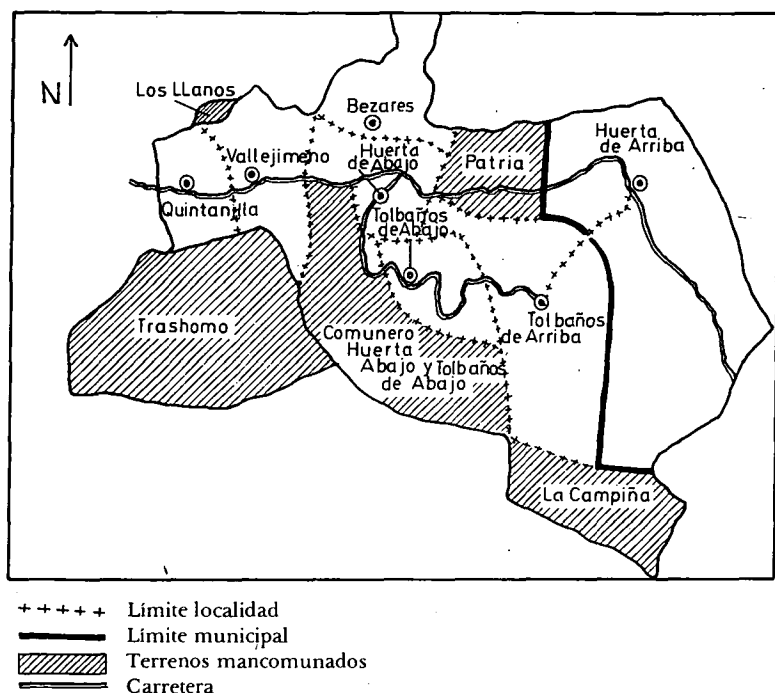 N
Los LLanos
Bezares
Huerta
de Arriba
Vallejimeno
Huerta
de Abajo
Patria
Quintanilla
Tolbaños
de Abajo
Trashomo
Tolbaños
de Arriba
Comunero
Huerta
Abajo y Tolbaños
de Abajo
La Campiña
Límite localidad
Límite municipal
Terrenos mancomunados
Carretera